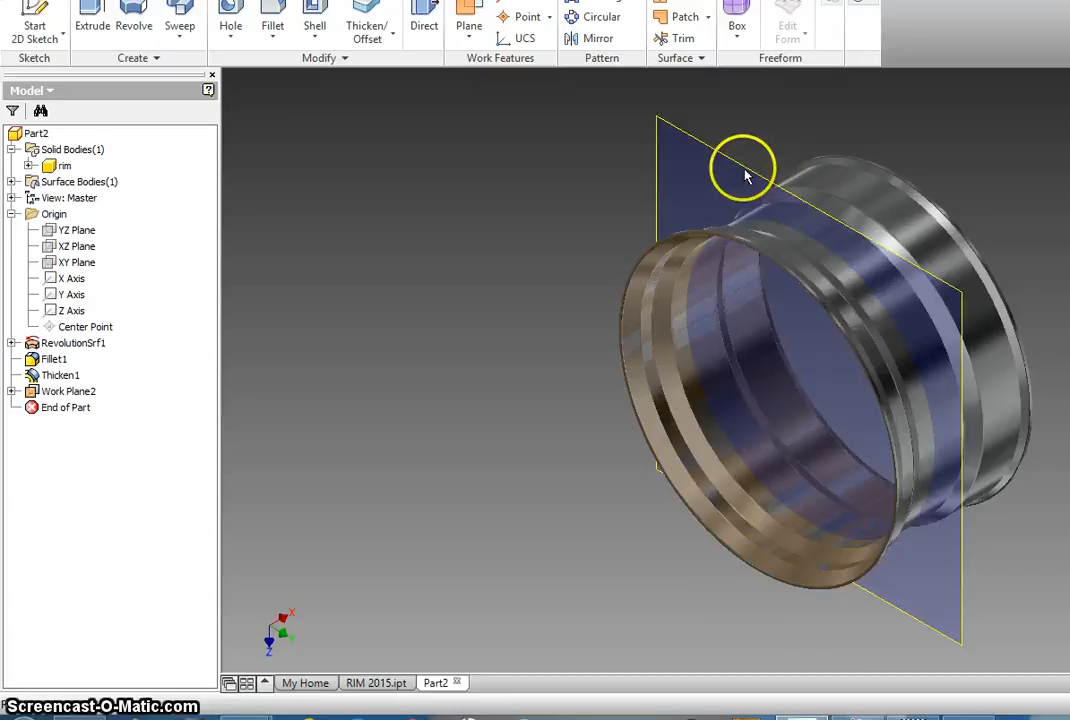 Start
2D Sketch
Extrude Revolve Sweep
Hole Fillet Shell Thicken/
Offset
Direct
Plane
Point
UCS
Circular
Mirror
Patch
Trim
Box
Edit
Form
Sketch
Create
Modify
Work Features
Pattern
Surface
Freeform
Model
Part2
Solid Bodies(1)
rim
Surface Bodies(1)
View: Master
Origin
YZ Plane
XZ Plane
XY Plane
X Axis
Y Axis
Z Axis
Center Point
RevolutionSrf1
Fillet1
Thicken1
Work Plane2
End of Part
X
Z
My Home
RIM 2015.ipt
Part2
Screencast-O-Matic.com